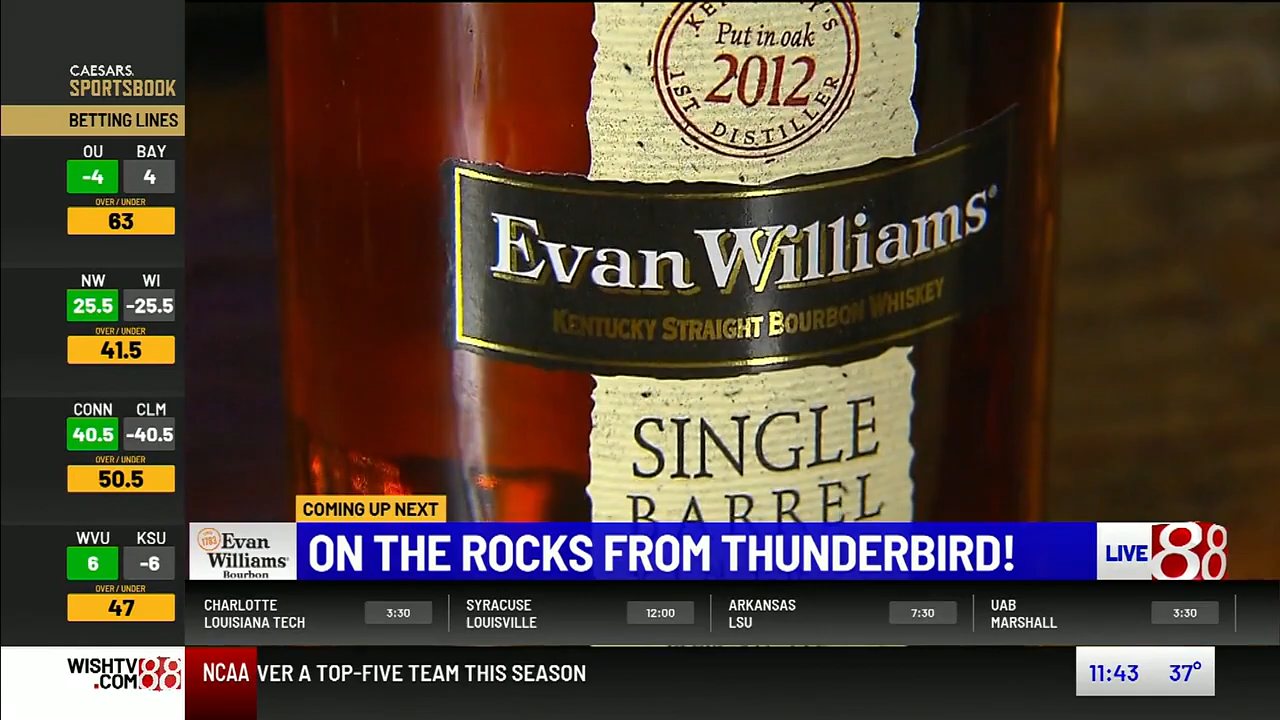 CAESARS
SPORTSBOOK
BETTING LINES
OU BAY
-4 4
OVER / UNDER
63
NW WI
25.5 -25.5
OVER / UNDER
41.5
CONN CLM
40.5 -40.5
OVER / UNDER
50.5
WVU KSU
6 -6
OVER / UNDER
47
Put in oak
2012
1ST DISTILLER
Evan Williams
KENTUCKY STRAIGHT BOURBON WHISKEY
SINGLE
BARREL
COMING UP NEXT
1783
Evan
Williams
Bourbon
ON THE ROCKS FROM THUNDERBIRD!
LIVE 8
CHARLOTTE
LOUISIANA TECH
3:30
SYRACUSE
LOUISVILLE
12:00
ARKANSAS
LSU
7:30
UAB
MARSHALL
3:30
WISHTV 8
.COM
NCAA VER A TOP-FIVE TEAM THIS SEASON
11:43 37°